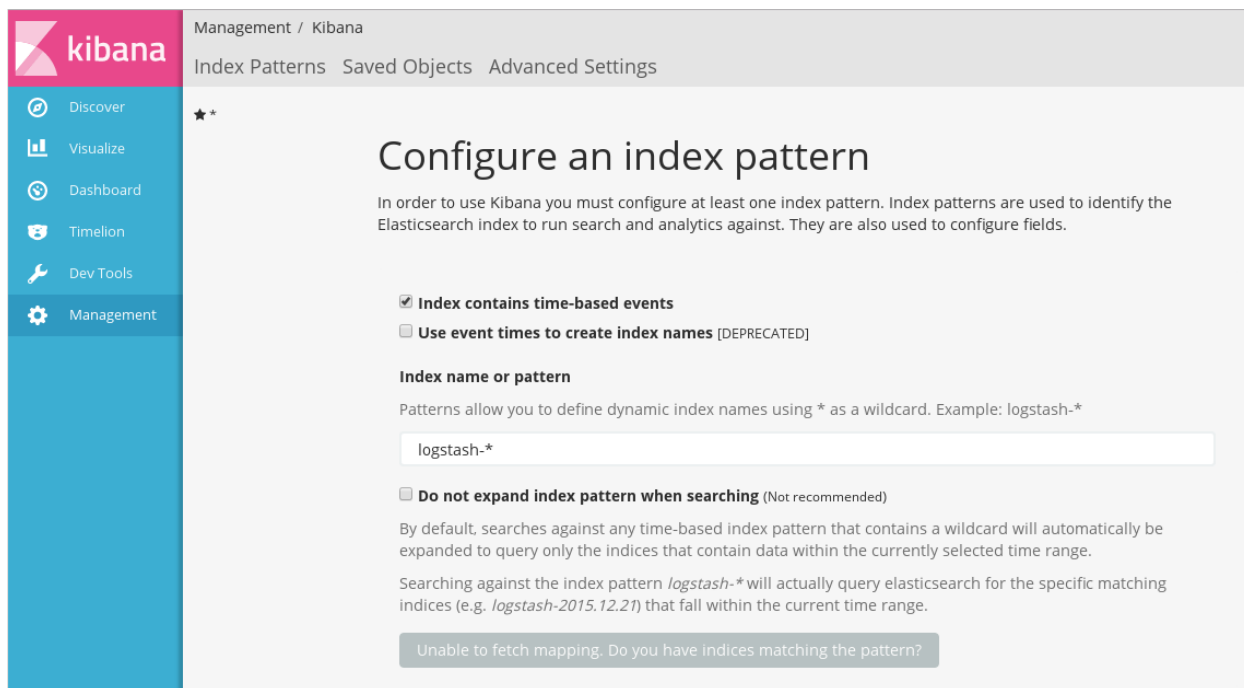 kibana
Management / Kibana
Index Patterns Saved Objects Advanced Settings
Discover
Visualize
Dashboard
Timelion
Dev Tools
Management
★ *
Configure an index pattern
In order to use Kibana you must configure at least one index pattern. Index patterns are used to identify the
Elasticsearch index to run search and analytics against. They are also used to configure fields.
Index contains time-based events
Use event times to create index names [DEPRECATED]
Index name or pattern
Patterns allow you to define dynamic index names using * as a wildcard. Example: logstash-*
logstash-*
Do not expand index pattern when searching (Not recommended)
By default, searches against any time-based index pattern that contains a wildcard will automatically be
expanded to query only the indices that contain data within the currently selected time range.
Searching against the index pattern logstash-* will actually query elasticsearch for the specific matching
indices (e.g. logstash-2015.12.21) that fall within the current time range.
Unable to fetch mapping. Do you have indices matching the pattern?